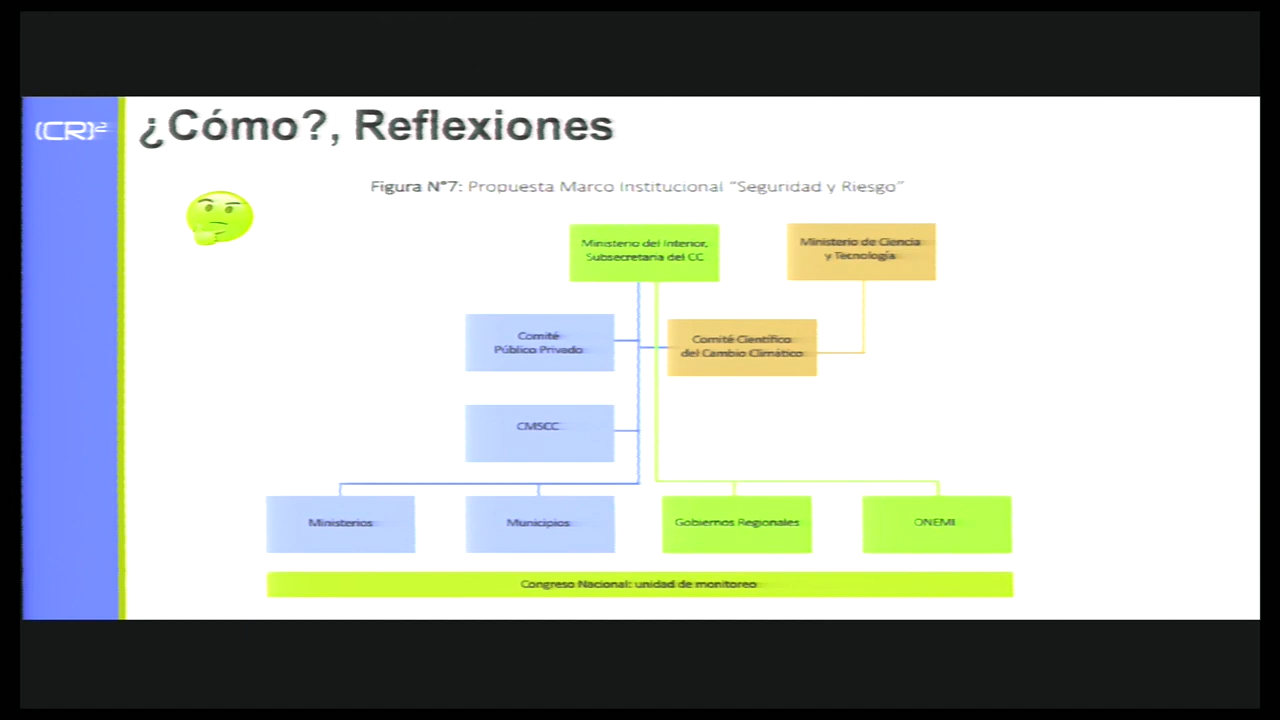 (CR)²
¿Cómo?, Reflexiones
Figura N°7: Propuesta Marco Institucional “Seguridad y Riesgo”
Ministerio del Interior,
Subsecretaria del CC
Ministerio de Ciencia
y Tecnología
Comité
Público Privado
Comité Científico
del Cambio Climático
CMSCC
Ministerios
Municipios
Gobiernos Regionales
ONEMI
Congreso Nacional: unidad de monitoreo